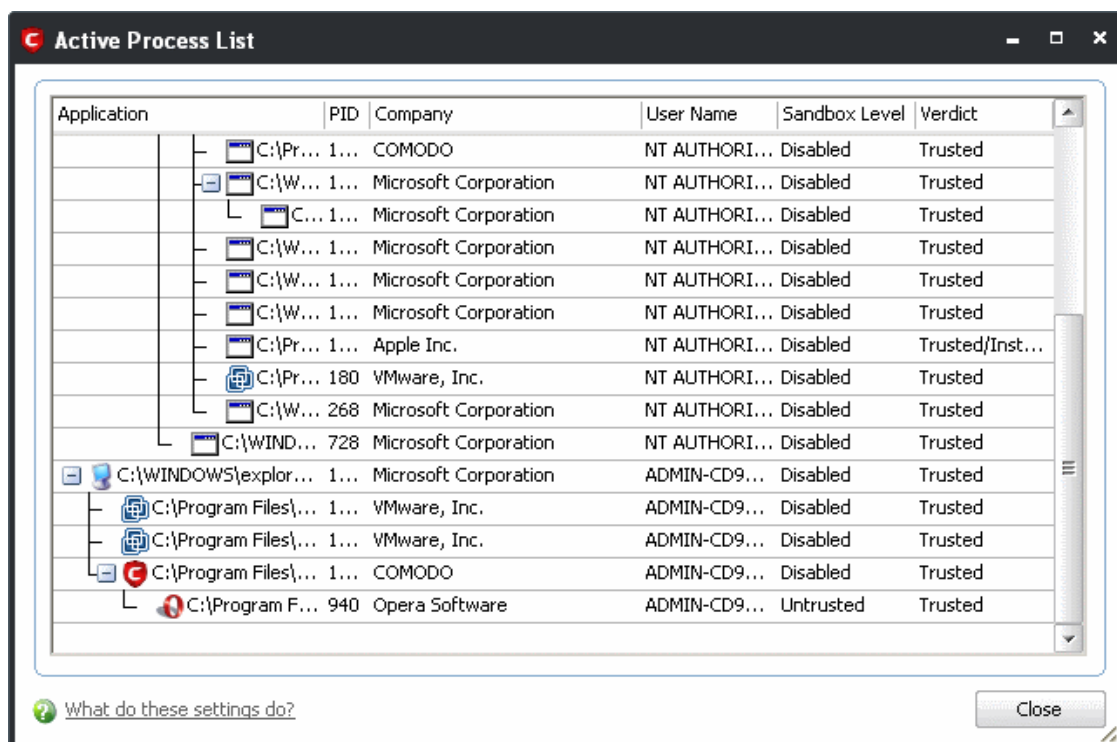 Active Process List
Application PID Company User Name Sandbox Level Verdict
C:\Pr... 1... COMODO NT AUTHORI... Disabled Trusted
C:\W... 1... Microsoft Corporation NT AUTHORI... Disabled Trusted
C... 1... Microsoft Corporation NT AUTHORI... Disabled Trusted
C:\W... 1... Microsoft Corporation NT AUTHORI... Disabled Trusted
C:\W... 1... Microsoft Corporation NT AUTHORI... Disabled Trusted
C:\W... 1... Microsoft Corporation NT AUTHORI... Disabled Trusted
C:\Pr... 1... Apple Inc. NT AUTHORI... Disabled Trusted/Inst...
C:\Pr... 180 VMware, Inc. NT AUTHORI... Disabled Trusted
C:\W... 268 Microsoft Corporation NT AUTHORI... Disabled Trusted
C:\WIND... 728 Microsoft Corporation NT AUTHORI... Disabled Trusted
C:\WINDOWS\explor... 1... Microsoft Corporation ADMIN-CD9... Disabled Trusted
C:\Program Files\... 1... VMware, Inc. ADMIN-CD9... Disabled Trusted
C:\Program Files\... 1... VMware, Inc. ADMIN-CD9... Disabled Trusted
C:\Program Files\... 1... COMODO ADMIN-CD9... Disabled Trusted
C:\Program F... 940 Opera Software ADMIN-CD9... Untrusted Trusted
What do these settings do?
Close